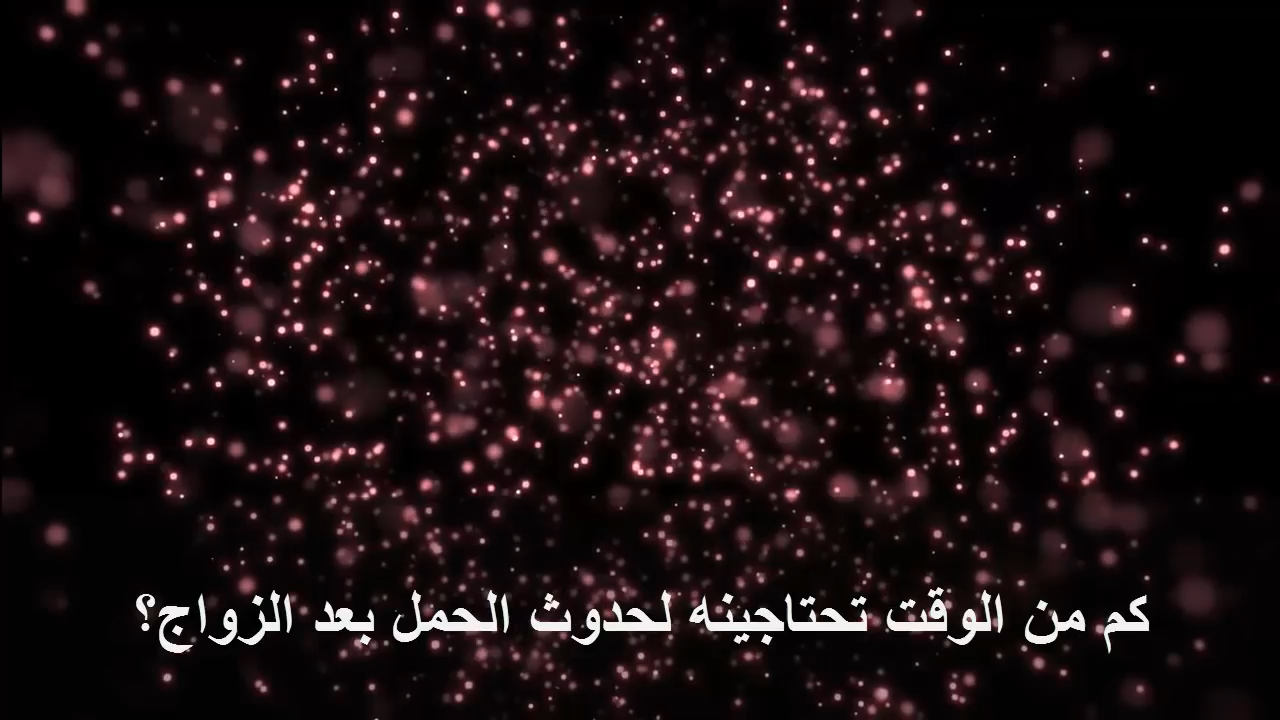 كم من الوقت تحتاجينه لحدوث الحمل بعد الزواج؟